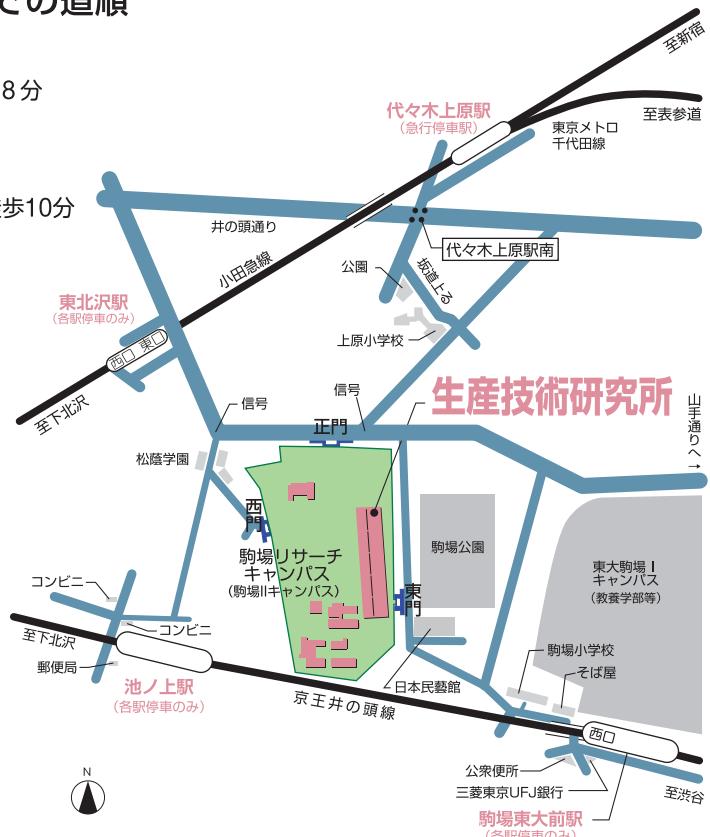 での道順
8分
歩10分
至新宿
代々木上原駅
(急行停車駅)
至表参道
東京メトロ
千代田線
井の頭通り
代々木上原駅南
小田急線
公園
坂道上る
東北沢駅
(各駅停車のみ)
西口 東口
上原小学校
至下北沢
信号
信号
生産技術研究所
山手通りへ→
正門
松蔭学園
西門
駒場リサーチ
キャンパス
(駒場IIキャンパス)
駒場公園
東大駒場Ⅰ
キャンパス
(教養学部等)
東門
コンビニ
コンビニ
至下北沢
郵便局
池ノ上駅
(各駅停車のみ)
京王井の頭線
日本民藝館
駒場小学校
そば屋
西口
公衆便所
三菱東京UFJ銀行
至渋谷
駒場東大前駅
(各駅停車のみ)
N